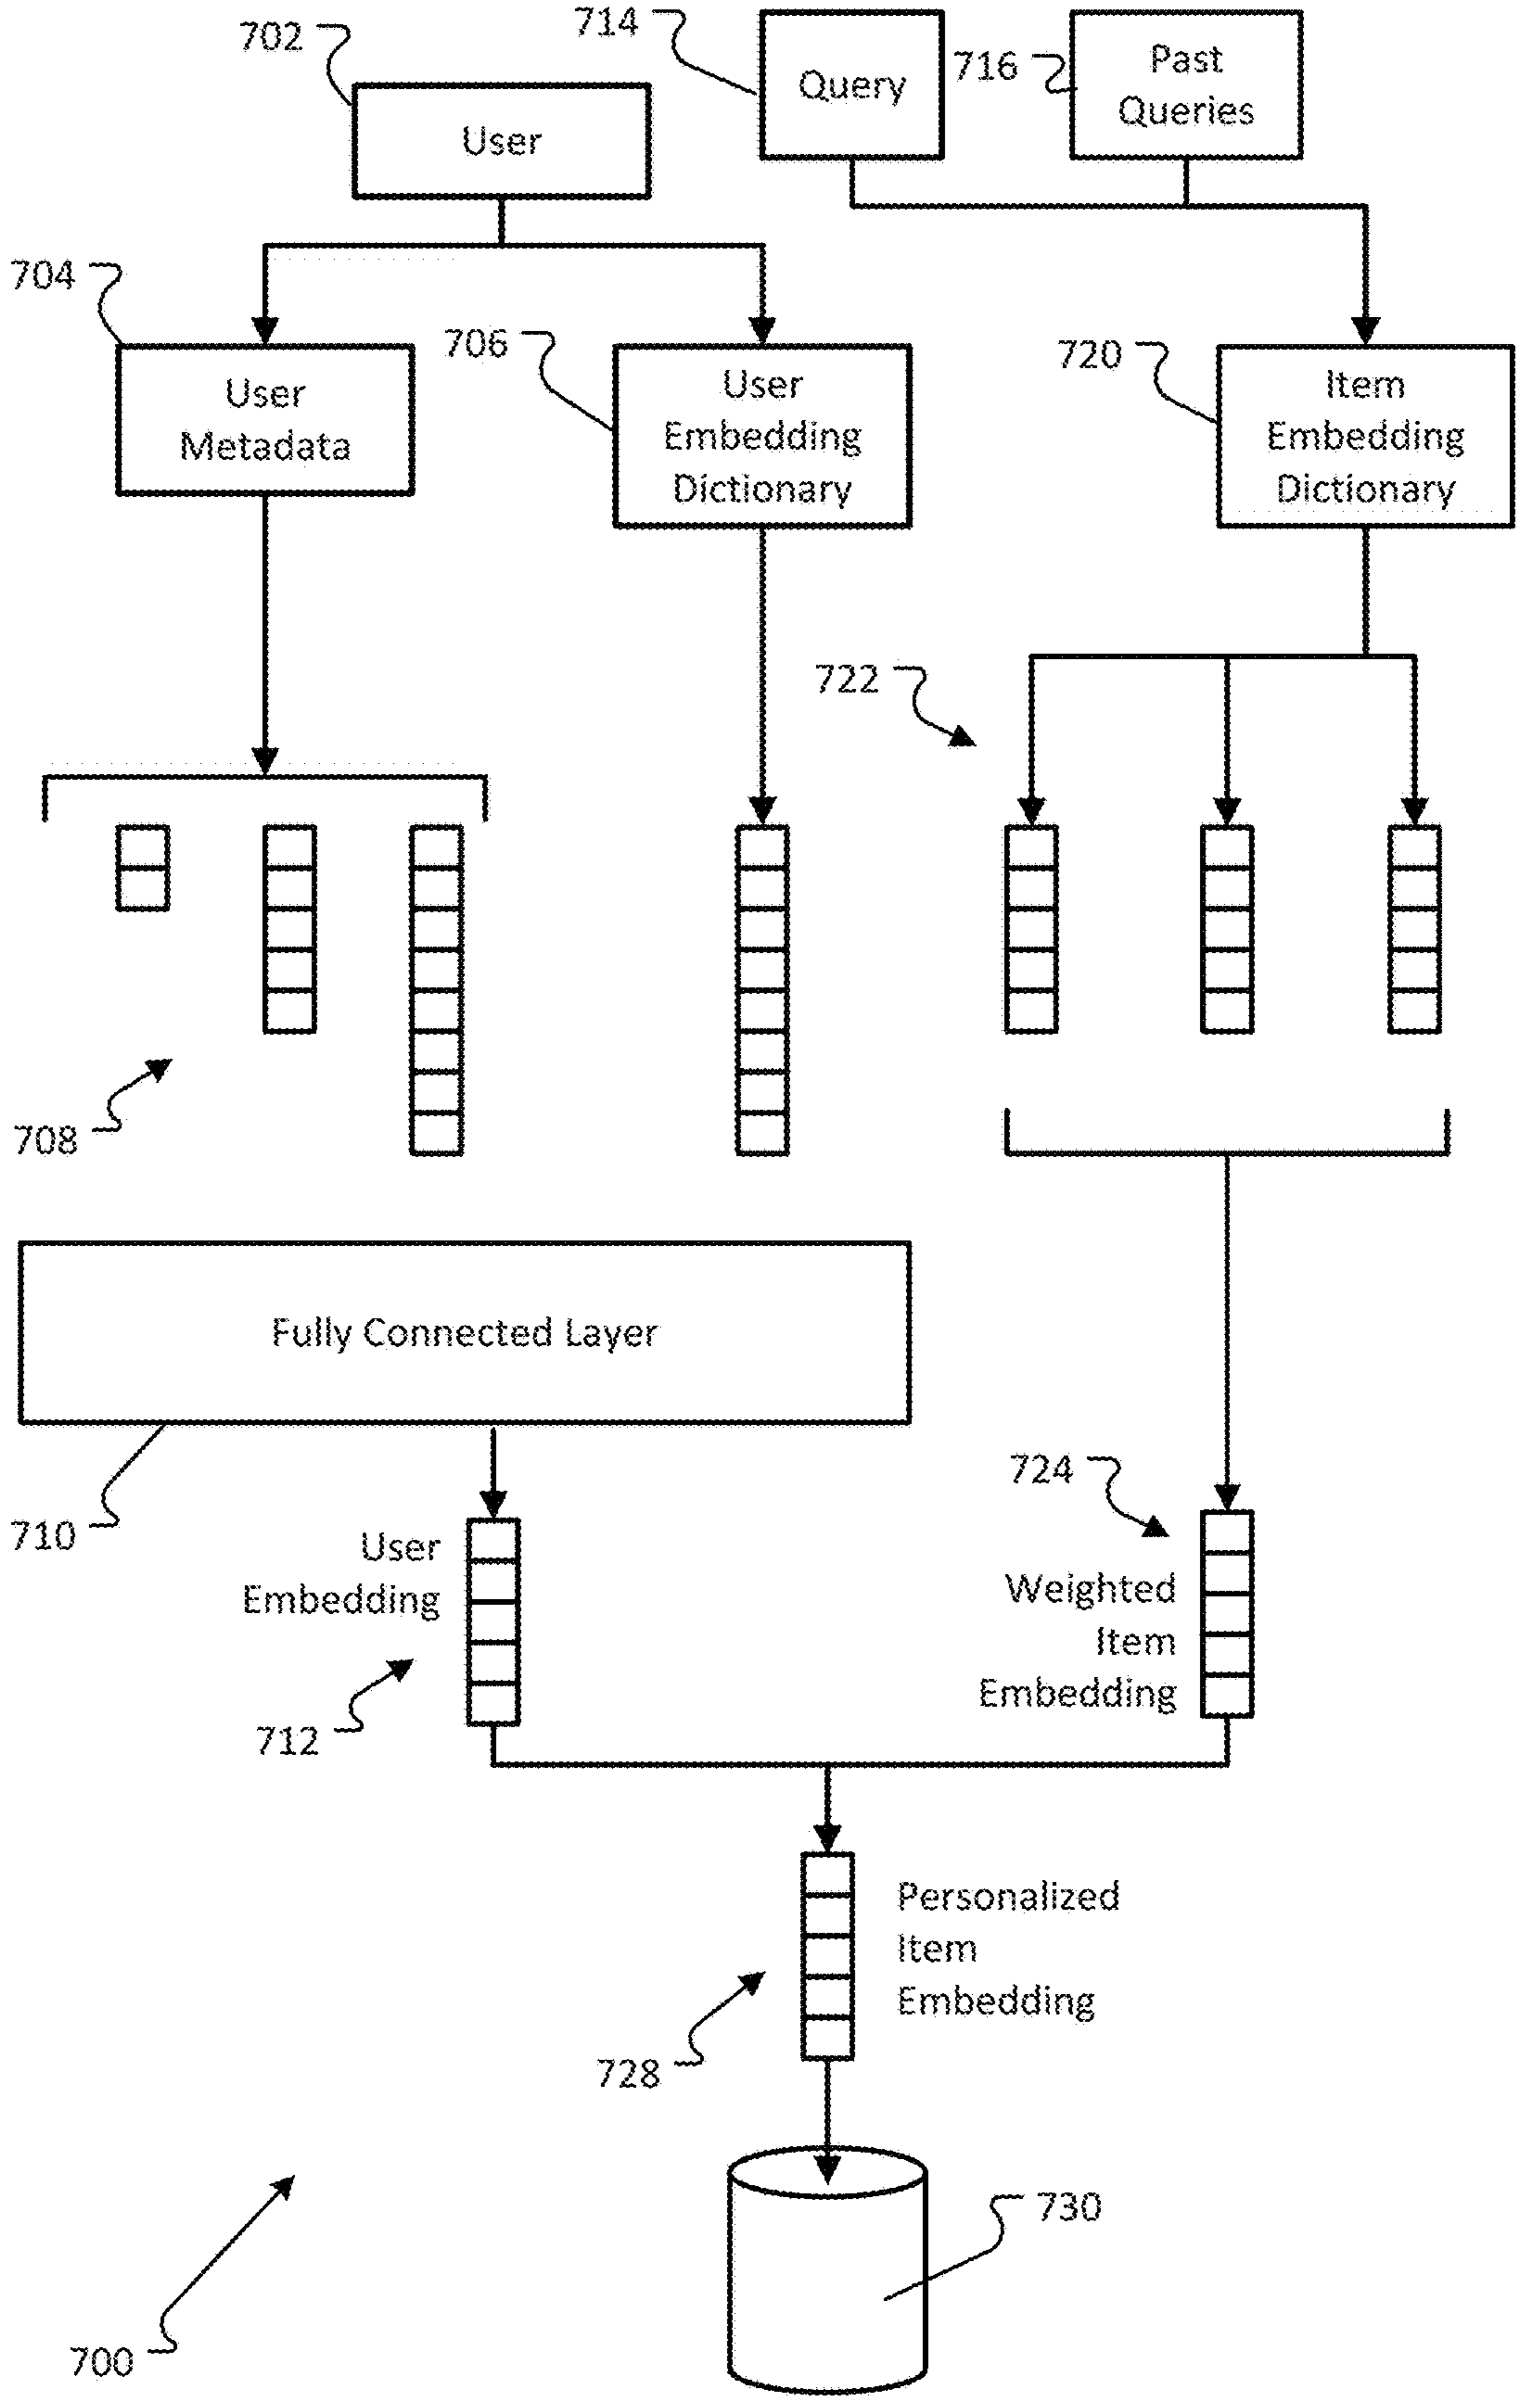 702
714
716
Query
Past
Queries
User
704
706
720
User
Metadata
User
Embedding
Dictionary
Item
Embedding
Dictionary
722
708
Fully Connected Layer
710
724
User
Embedding
Weighted
Item
Embedding
712
Personalized
Item
Embedding
728
730
700